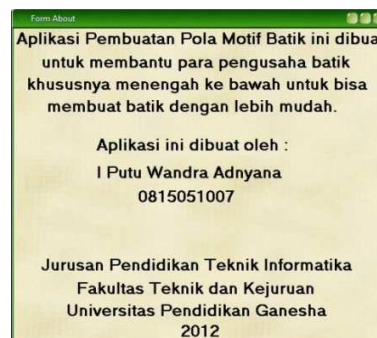 Form About
Aplikasi Pembuatan Pola Motif Batik ini dibua
untuk membantu para pengusaha batik
khususnya menengah ke bawah untuk bisa
membuat batik dengan lebih mudah.
Aplikasi ini dibuat oleh :
I Putu Wandra Adnyana
0815051007
Jurusan Pendidikan Teknik Informatika
Fakultas Teknik dan Kejuruan
Universitas Pendidikan Ganesha
2012